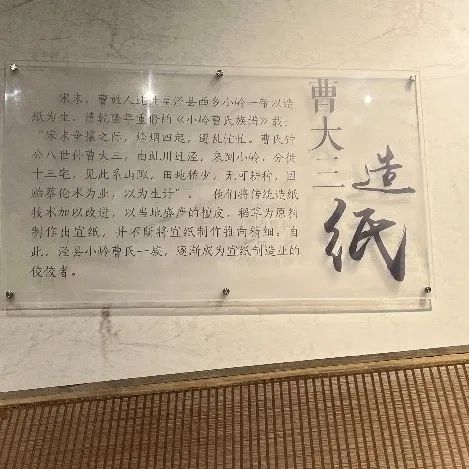 曹大三
造纸
宋末，曹姓人迁徙至泾县西乡小岭一带以造
纸为生，清乾隆年重修的《小岭曹氏族谱》载：
“宋末争攘之际，烽烟四起，避乱忙忙。曹氏钟
公八世孙曹大三，由虬川迁泾，来到小岭，分徙
十三宅，见此系山陬，田地稀少，无可耕种，因
贻蔡伦术为业，以为生计”。 他们将传统造纸
技术加以改进，以当地盛产的檀皮，稻草为原料
制作出宣纸，并不断将宣纸制作推向精细；自
此，泾县小岭曹氏一族，逐渐成为宣纸制造业的
佼佼者。